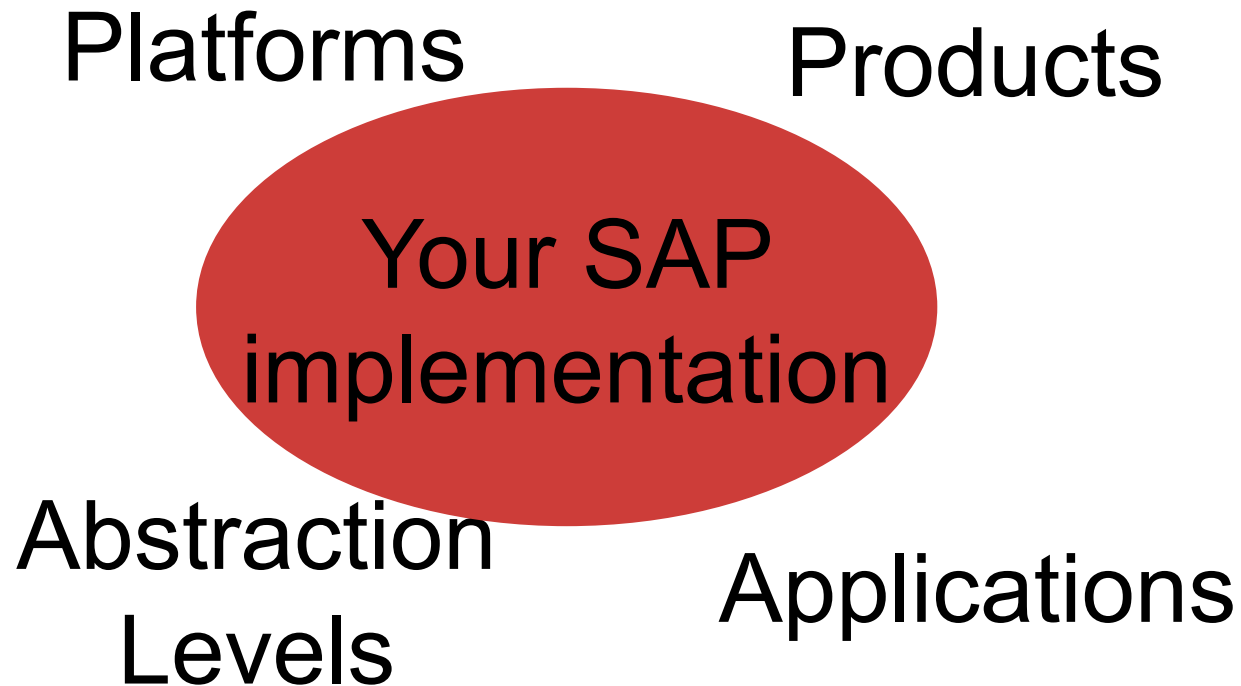 Platforms
Products
Your SAP
implementation
Abstraction
Levels
Applications